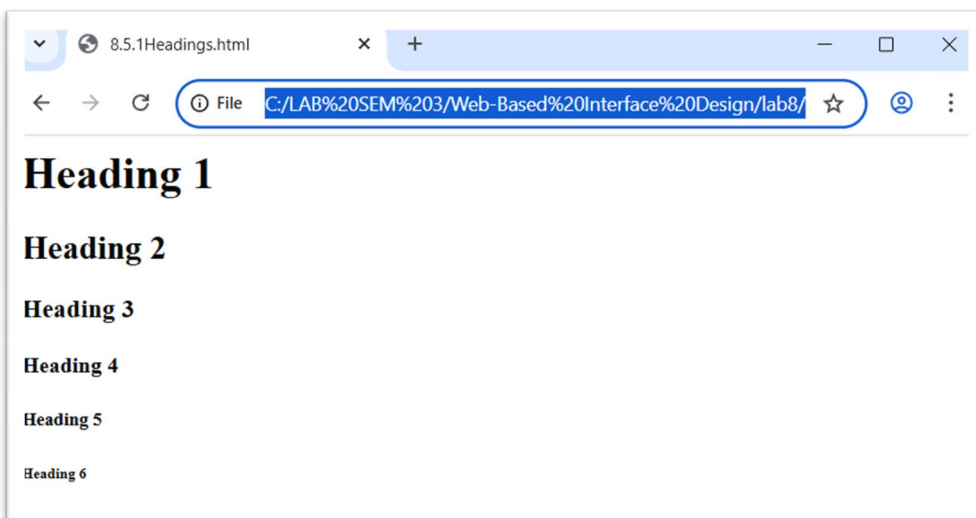 8.5.1Headings.html
File C:/LAB%20SEM%203/Web-Based%20Interface%20Design/lab8/
Heading 1
Heading 2
Heading 3
Heading 4
Heading 5
Heading 6